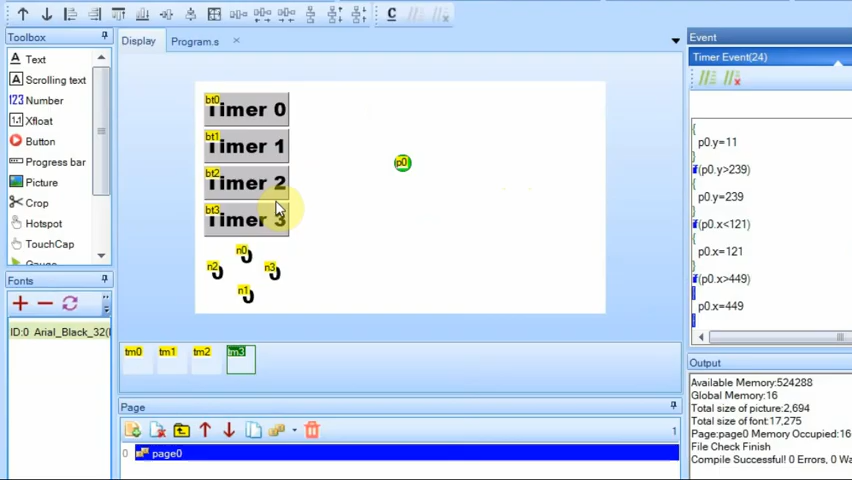 C
Toolbox
Display
Program.s
Event
Timer Event(24)
A Text
Scrolling text
123 Number
Xfloat
Button
Progress bar
Picture
Crop
Hotspot
TouchCap
Fonts
ID:0 Arial_Black_32(
bt0
Timer 0
bt1
Timer 1
bt2
Timer 2
bt3
Timer 3
n0
n2
n3
n1
p0
tm0
tm1
tm2
tm3
Page
1
0 page0
{
p0.y=11
}
if(p0.y>239)
{
p0.y=239
}
if(p0.x<121)
{
p0.x=121
}
if(p0.x>449)
{
p0.x=449
}
Output
Available Memory:524288
Global Memory:16
Total size of picture:2,694
Total size of font:17,275
Page:page0 Memory Occupied:16
File Check Finish
Compile Successful! 0 Errors, 0 Wa